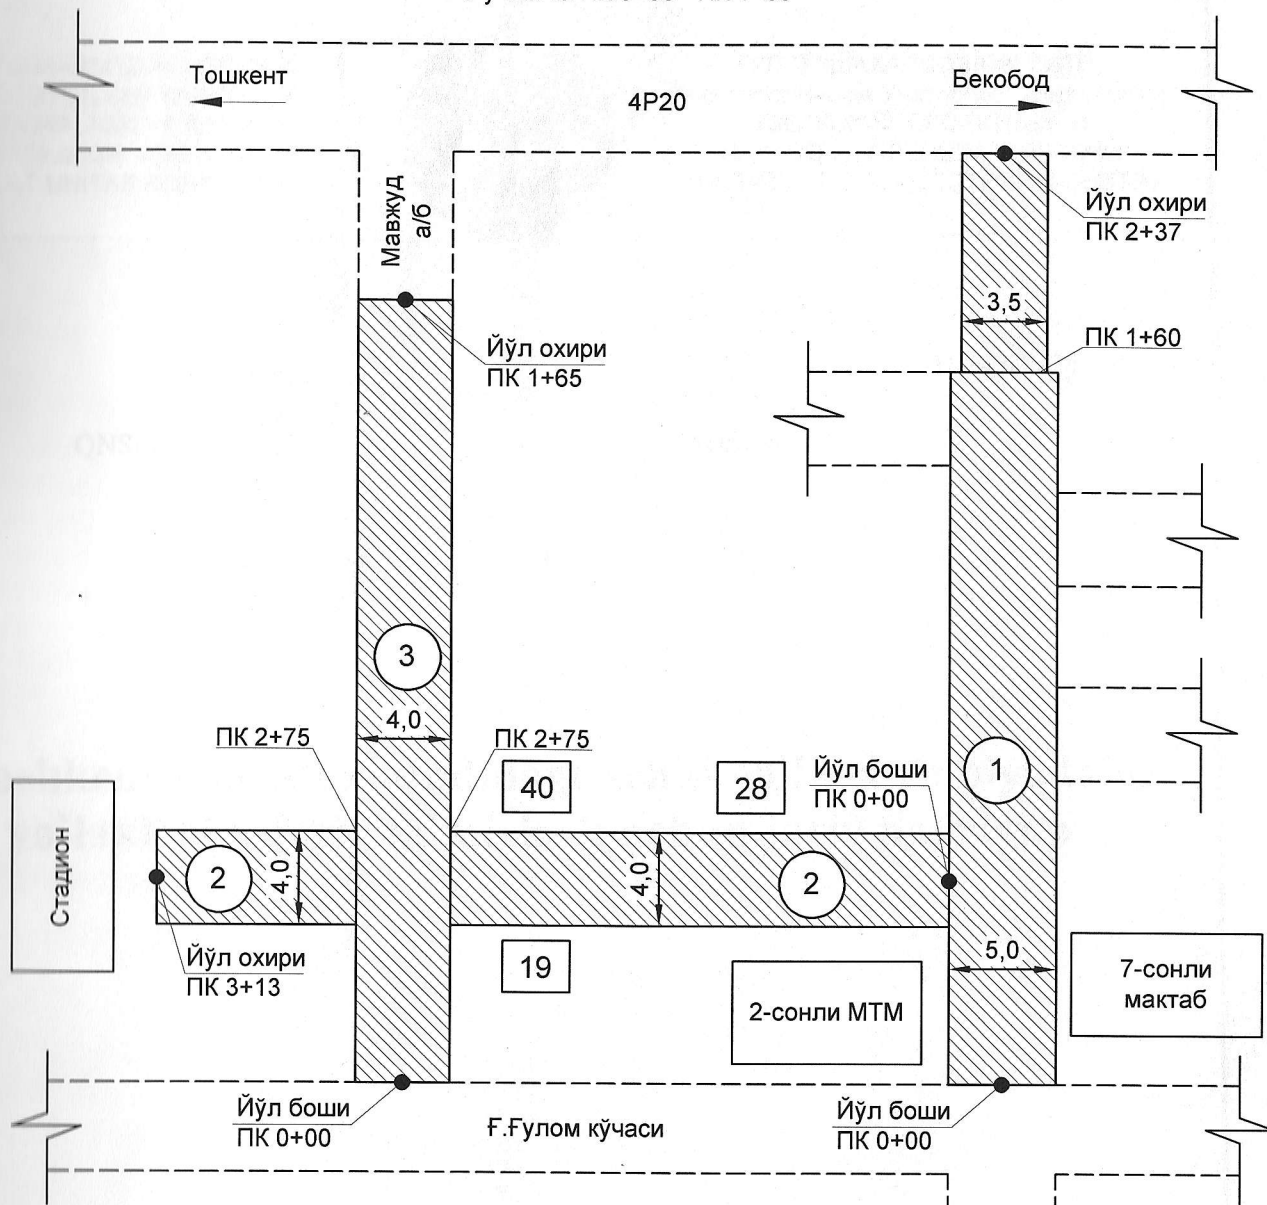 Тошкент
4Р20
Бекобод
Мавжуд
а/б
Йўл охири
ПК 2+37
3,5
ПК 1+60
Йўл охири
ПК 1+65
3
4,0
ПК 2+75
ПК 2+75
40
28
Йўл боши
ПК 0+00
1
Стадион
2
4,0
4,0
2
Йўл охири
ПК 3+13
19
2-сонли МТМ
5,0
7-сонли
мактаб
Йўл боши
ПК 0+00
Ғ.Ғулом кўчаси
Йўл боши
ПК 0+00